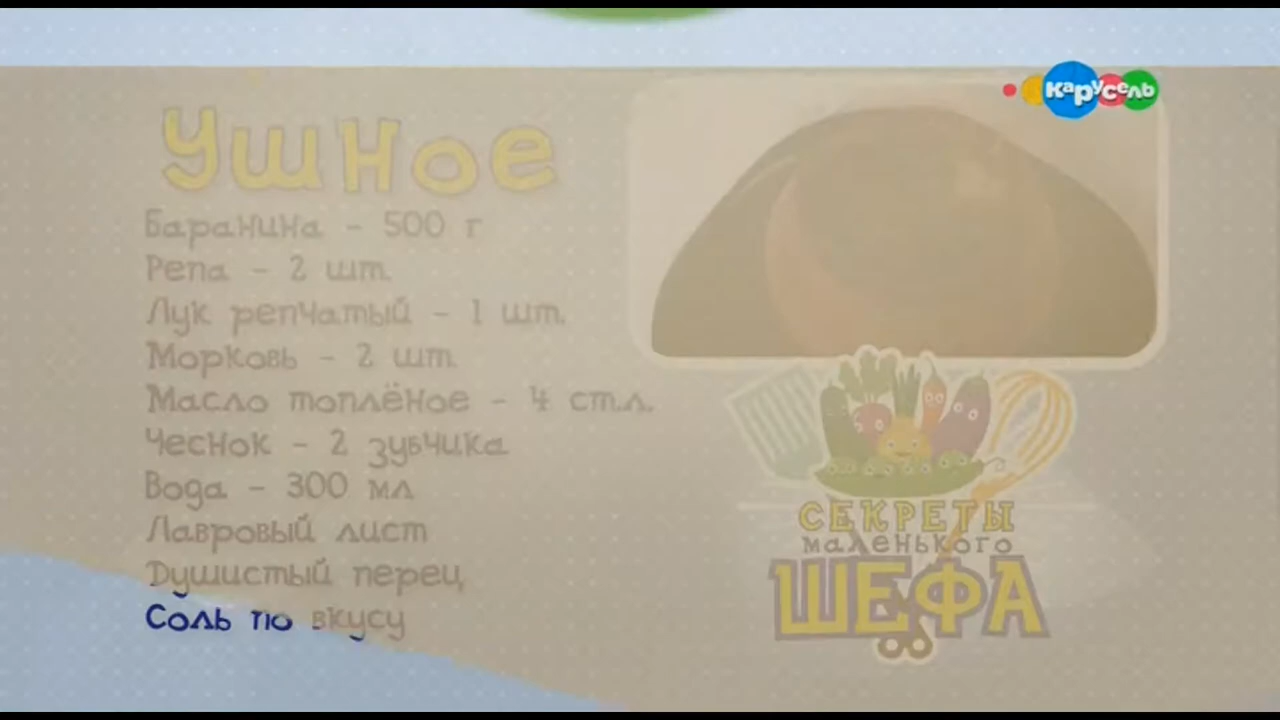 карусель
Ушное
Баранина - 500 г
Репа - 2 шт.
Лук репчатый - 1 шт.
Морковь - 2 шт.
Масло топлёное - 4 ст.л.
Чеснок - 2 зубчика
Вода - 300 мл
Лавровый лист
Душистый перец
Соль по вкусу
СЕКРЕТЫ
маленького
ШЕФА